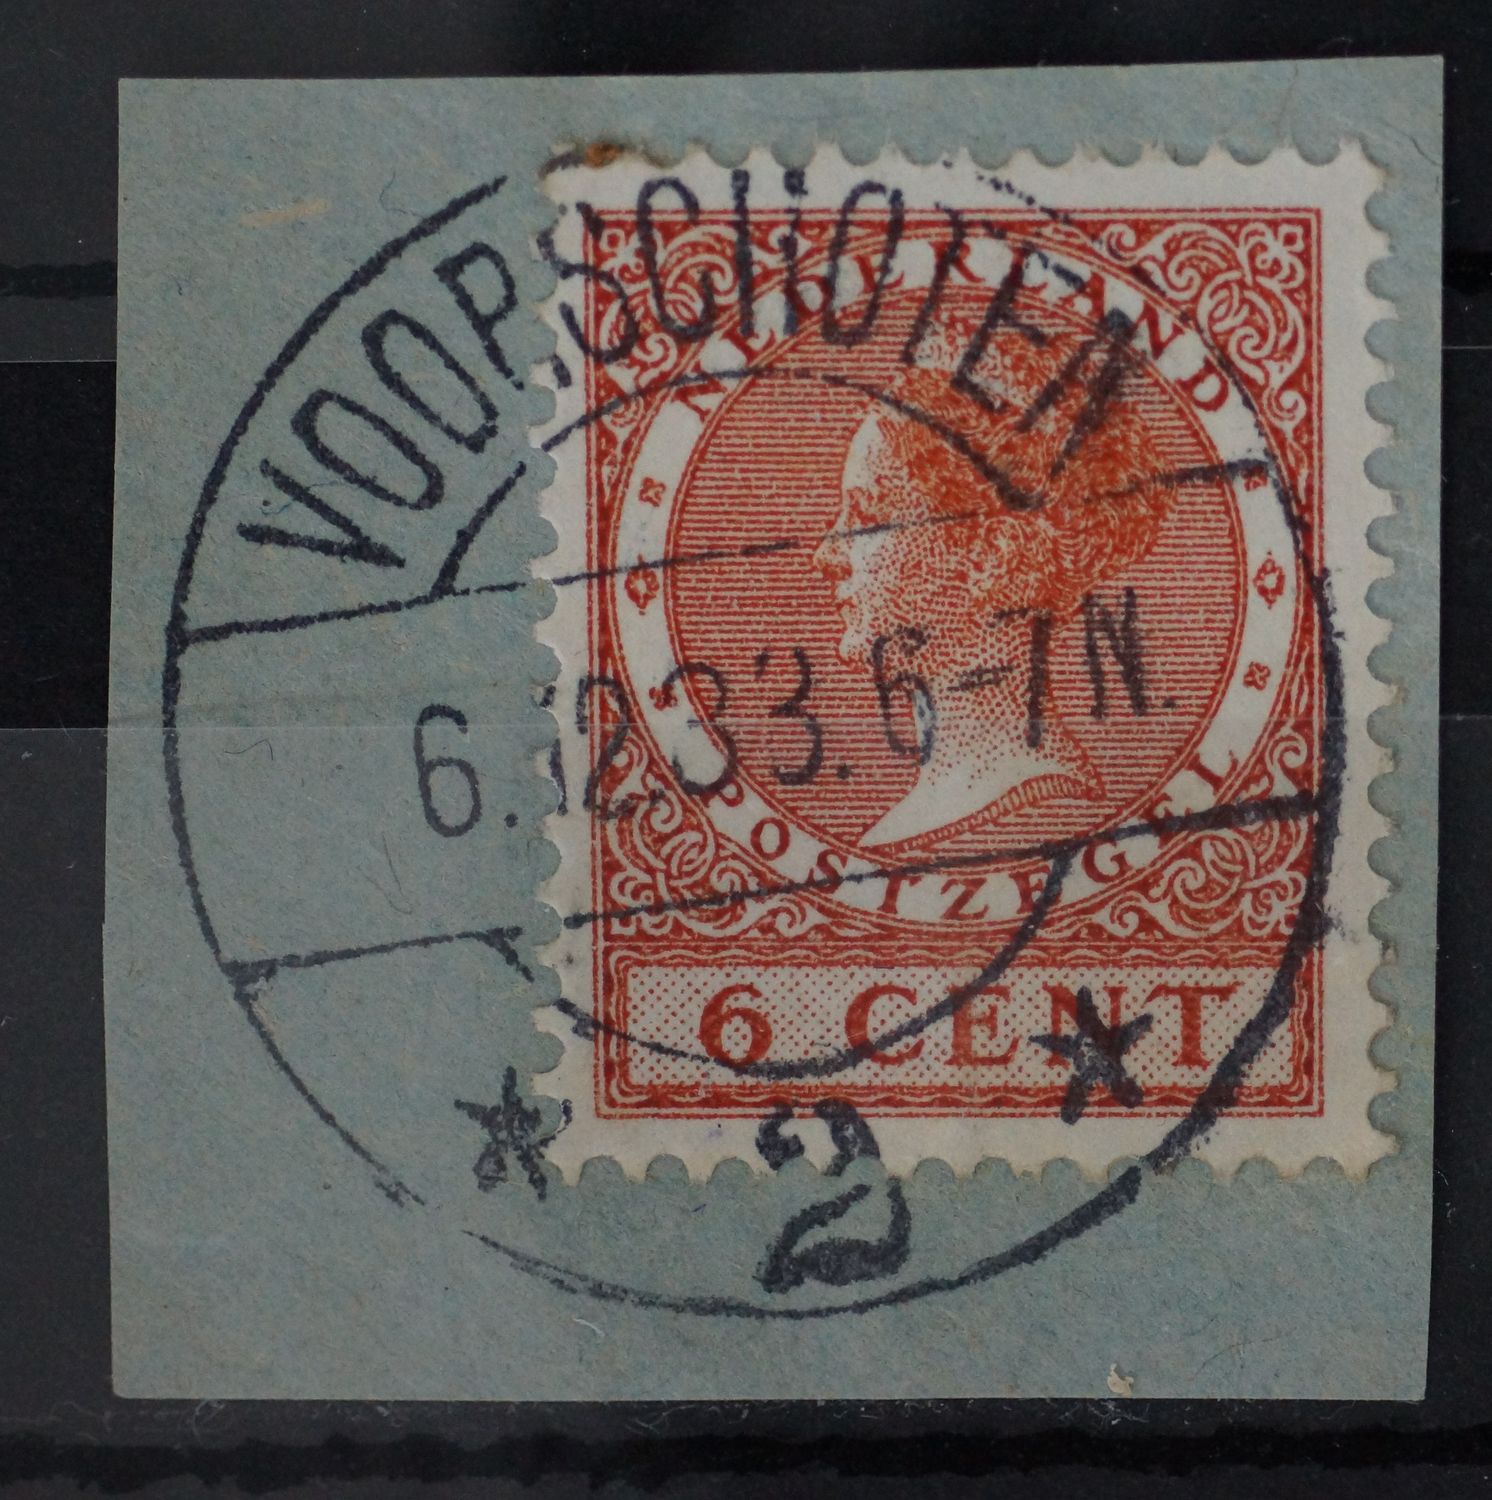 VOORSCHOTEN
NEDERLAND
6.12.33.6-7N.
POSTZEGEL
6 CENT
* 2 *